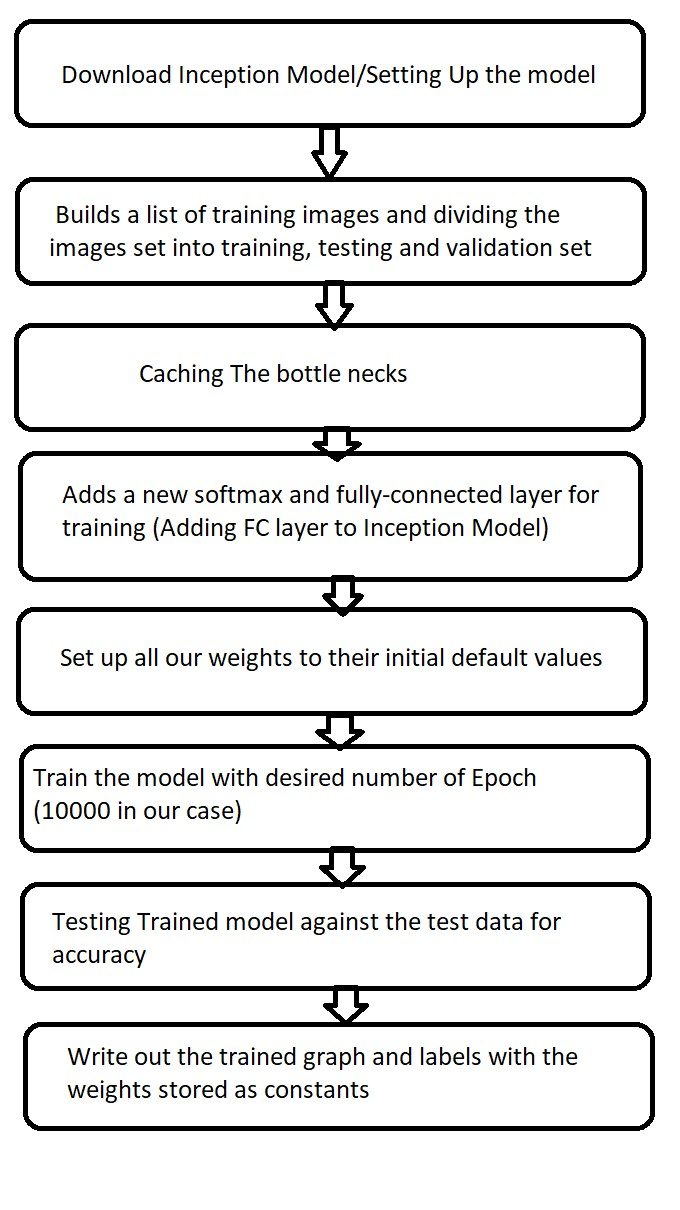 Download Inception Model/Setting Up the model
Builds a list of training images and dividing the
images set into training, testing and validation set
Caching The bottle necks
Adds a new softmax and fully-connected layer for
training (Adding FC layer to Inception Model)
Set up all our weights to their initial default values
Train the model with desired number of Epoch
(10000 in our case)
Testing Trained model against the test data for
accuracy
Write out the trained graph and labels with the
weights stored as constants